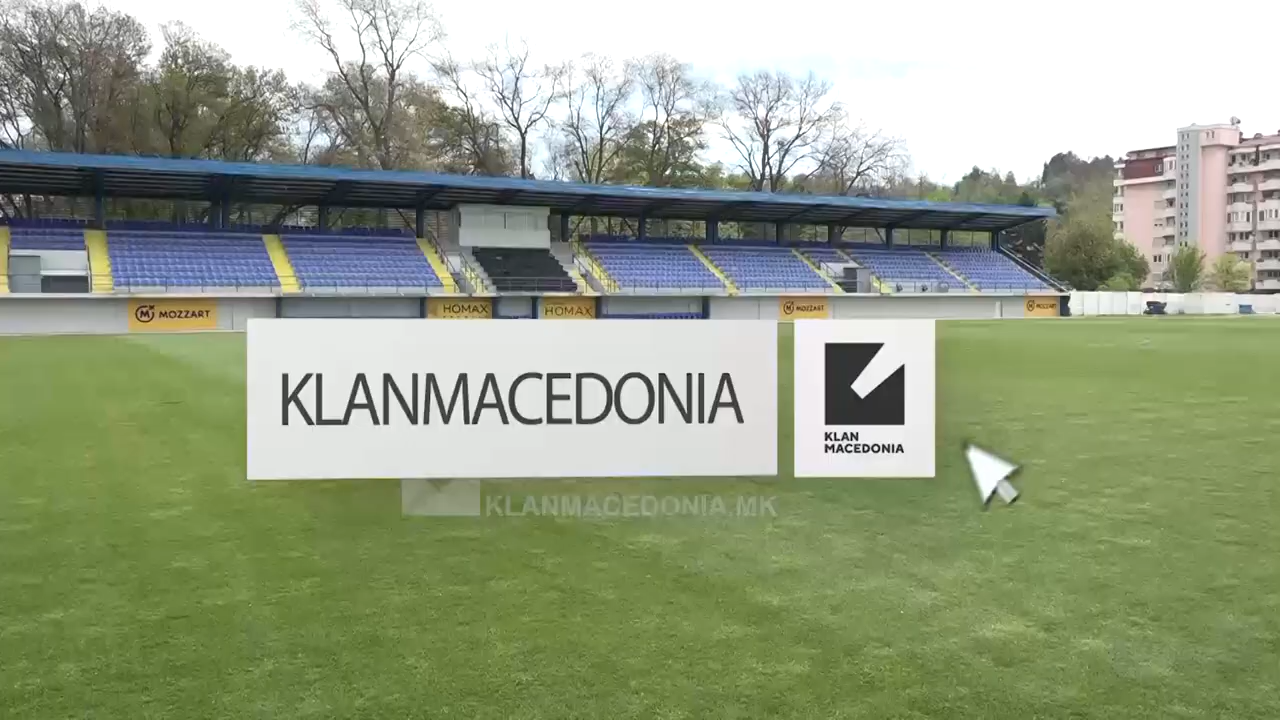 MOZZART
HOMAX
HOMAX
MOZZART
MOZZART
KLANMACEDONIA
KLAN
MACEDONIA
KLANMACEDONIA.MK